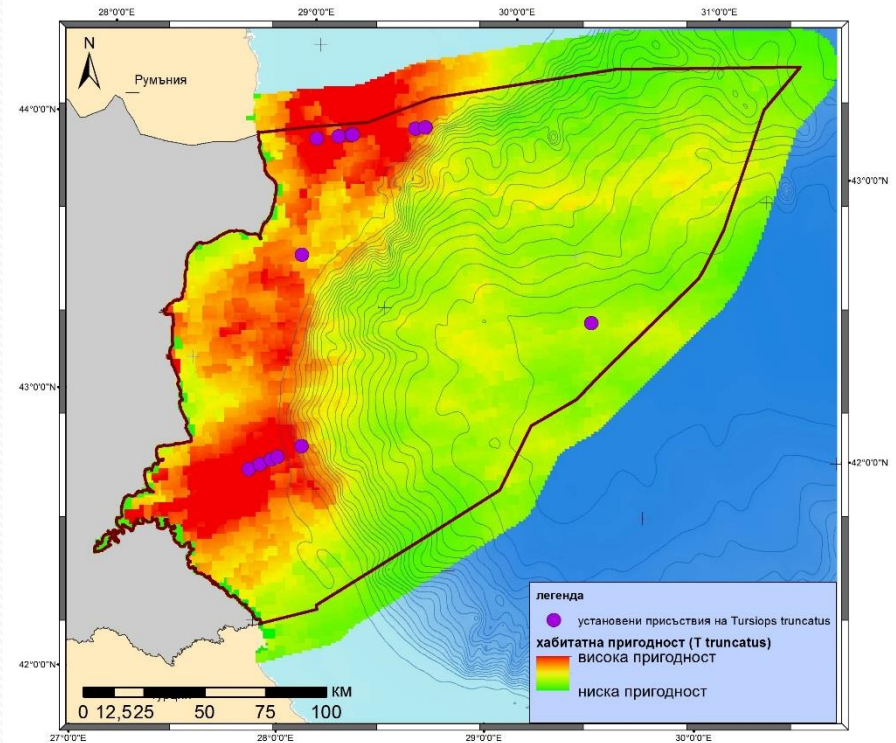 28°0'0"E 29°0'0"E 30°0'0"E 31°0'0"E
N
Румъния
44°0'0"N
43°0'0"N
43°0'0"N
42°0'0"N
легенда
установени присъствия на Tursiops truncatus
хабитатна пригодност (T truncatus)
висока пригодност
ниска пригодност
42°0'0"N
КМ
0 12,525 50 75 100
27°0'0"E 28°0'0"E 29°0'0"E 30°0'0"E